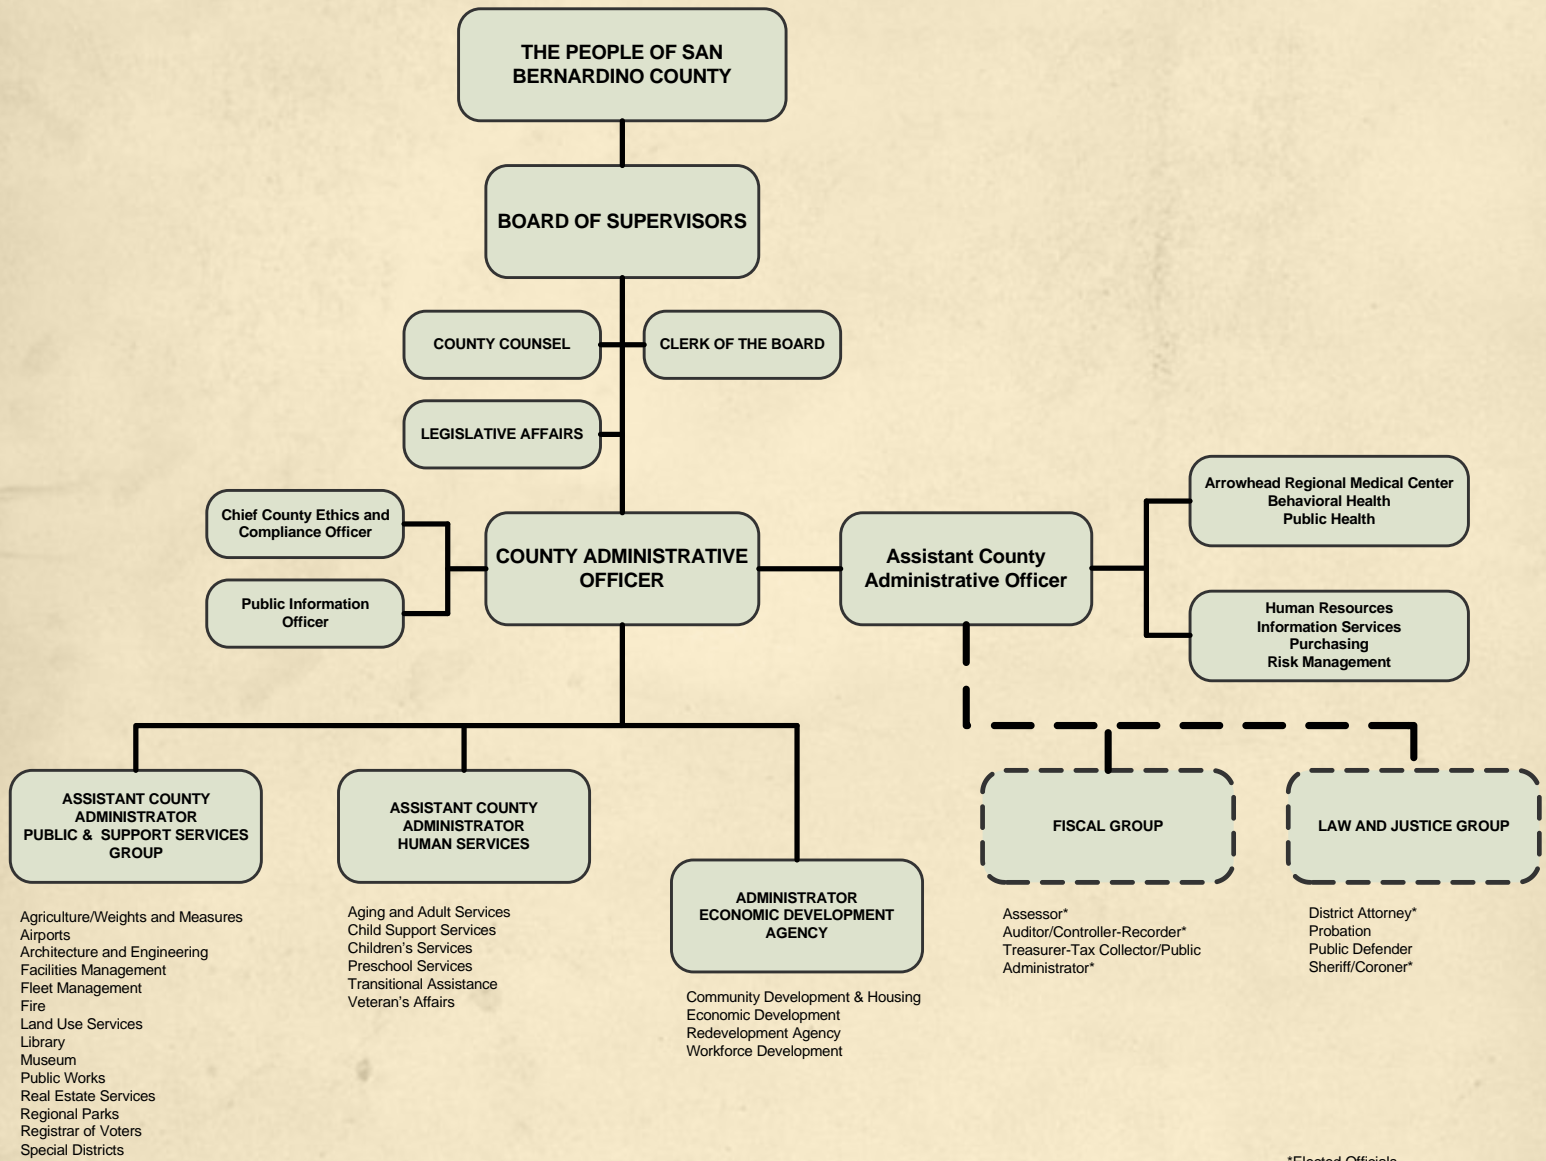 THE PEOPLE OF SAN
BERNARDINO COUNTY
BOARD OF SUPERVISORS
COUNTY COUNSEL
CLERK OF THE BOARD
LEGISLATIVE AFFAIRS
Chief County Ethics and
Compliance Officer
Public Information
Officer
COUNTY ADMINISTRATIVE
OFFICER
Assistant County
Administrative Officer
Arrowhead Regional Medical Center
Behavioral Health
Public Health
Human Resources
Information Services
Purchasing
Risk Management
ASSISTANT COUNTY
ADMINISTRATOR
PUBLIC & SUPPORT SERVICES
GROUP
Agriculture/Weights and Measures
Airports
Architecture and Engineering
Facilities Management
Fleet Management
Fire
Land Use Services
Library
Museum
Public Works
Real Estate Services
Regional Parks
Registrar of Voters
Special Districts
ASSISTANT COUNTY
ADMINISTRATOR
HUMAN SERVICES
Aging and Adult Services
Child Support Services
Children's Services
Preschool Services
Transitional Assistance
Veteran's Affairs
ADMINISTRATOR
ECONOMIC DEVELOPMENT
AGENCY
Community Development & Housing
Economic Development
Redevelopment Agency
Workforce Development
FISCAL GROUP
Assessor*
Auditor/Controller-Recorder*
Treasurer-Tax Collector/Public
Administrator*
LAW AND JUSTICE GROUP
District Attorney*
Probation
Public Defender
Sheriff/Coroner*
*Elected Officials